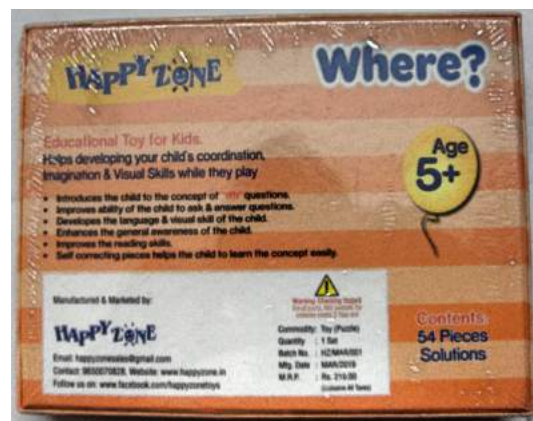 HAPPY ZONE
Where?
Educational Toy for Kids.
Helps developing your child's coordination,
Imagination & Visual Skills while they play
Age
5+
• Introduces the child to the concept of questions.
• Improves ability of the child to ask & answer questions.
• Developes the language & visual skill of the child.
• Enhances the general awareness of the child.
• Improves the reading skills.
• Self correcting pieces helps the child to learn the concept easily.
Manufactured & Marketed by:
HAPPY ZONE
Email: happyzonesales@gmail.com
Contact: 9650070828, Website: www.happyzone.in
Follow us on: www.facebook.com/happyzonetoys
Warning Choking hazard
Commodity: Toy (Puzzle)
Quantity : 1 Set
Batch No. : HZ/MAR/001
Mfg. Date : MAR/2019
M.R.P. : Rs.
(Inclusive All Taxes)
Contents:
54 Pieces
Solutions